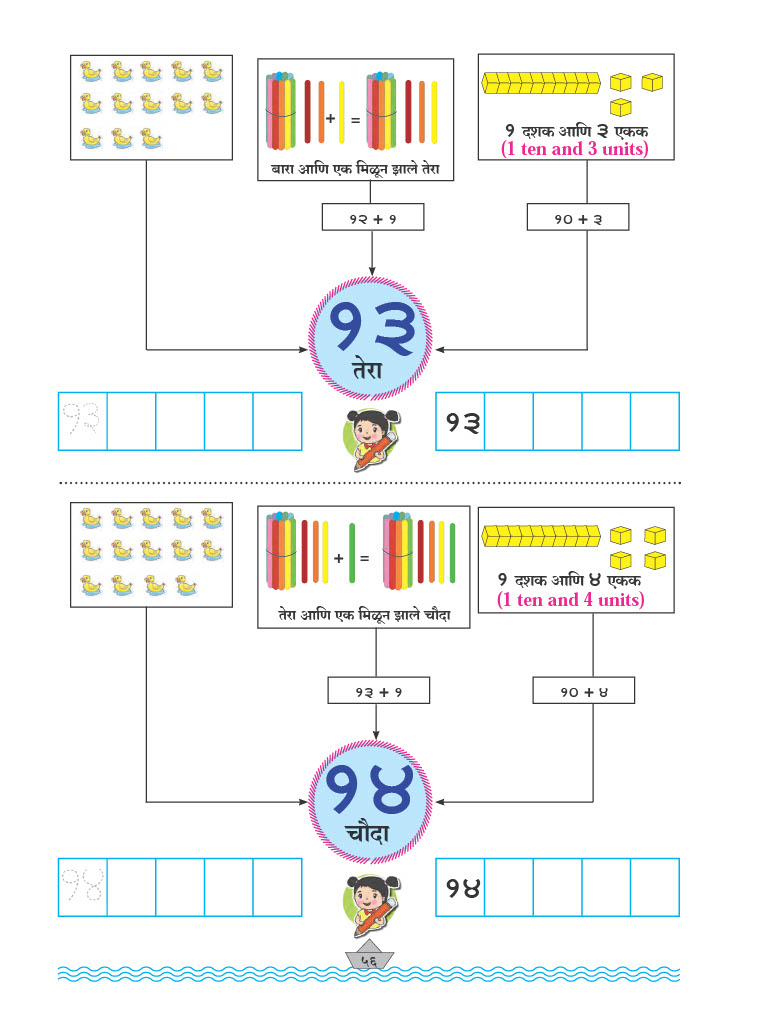 + =
१ दशक आणि ३ एकक
(1 ten and 3 units)
बारा आणि एक मिळून झाले तेरा
१२ + १
१० + ३
१३
तेरा
१३
१३
+ =
१ दशक आणि ४ एकक
(1 ten and 4 units)
तेरा आणि एक मिळून झाले चौदा
१३ + १
१० + ४
१४
चौदा
१४
१४
५६